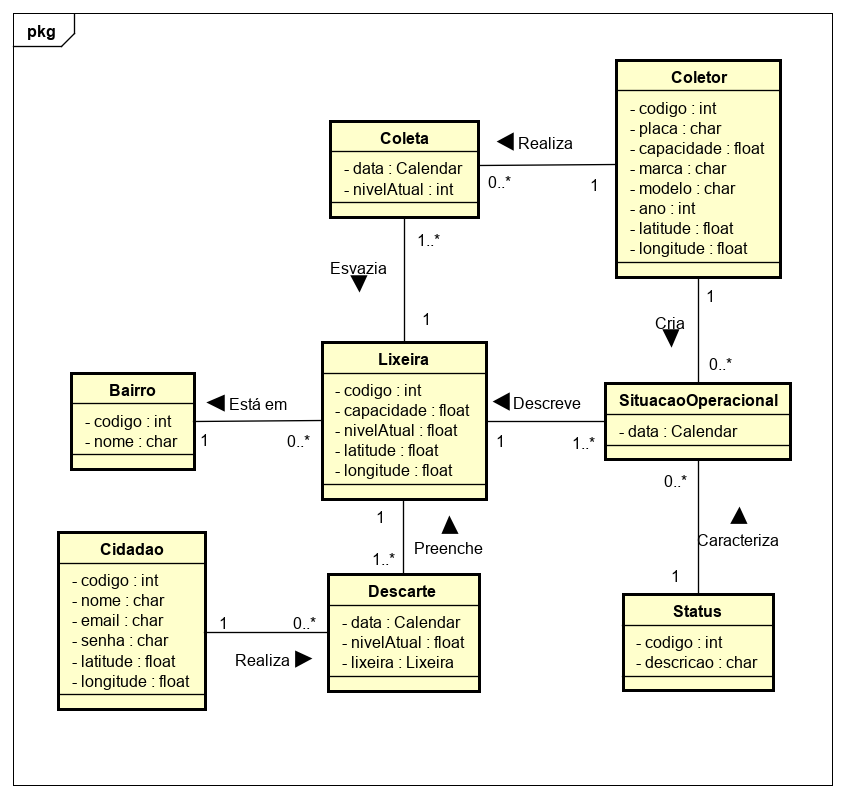 pkg
Coletor
- codigo : int
- placa : char
- capacidade : float
- marca : char
- modelo : char
- ano : int
- latitude : float
- longitude : float
Coleta
- data : Calendar
- nivelAtual : int
Realiza
0..*
1
1..*
Esvazia
1
1
Cria
0..*
Lixeira
- codigo : int
- capacidade : float
- nivelAtual : float
- latitude : float
- longitude : float
Bairro
- codigo : int
- nome : char
Está em
1
0..*
SituacaoOperacional
- data : Calendar
Descreve
1
1..*
0..*
Caracteriza
1
1
Preenche
1..*
Cidadao
- codigo : int
- nome : char
- email : char
- senha : char
- latitude : float
- longitude : float
1
0..*
Realiza
Descarte
- data : Calendar
- nivelAtual : float
- lixeira : Lixeira
Status
- codigo : int
- descricao : char